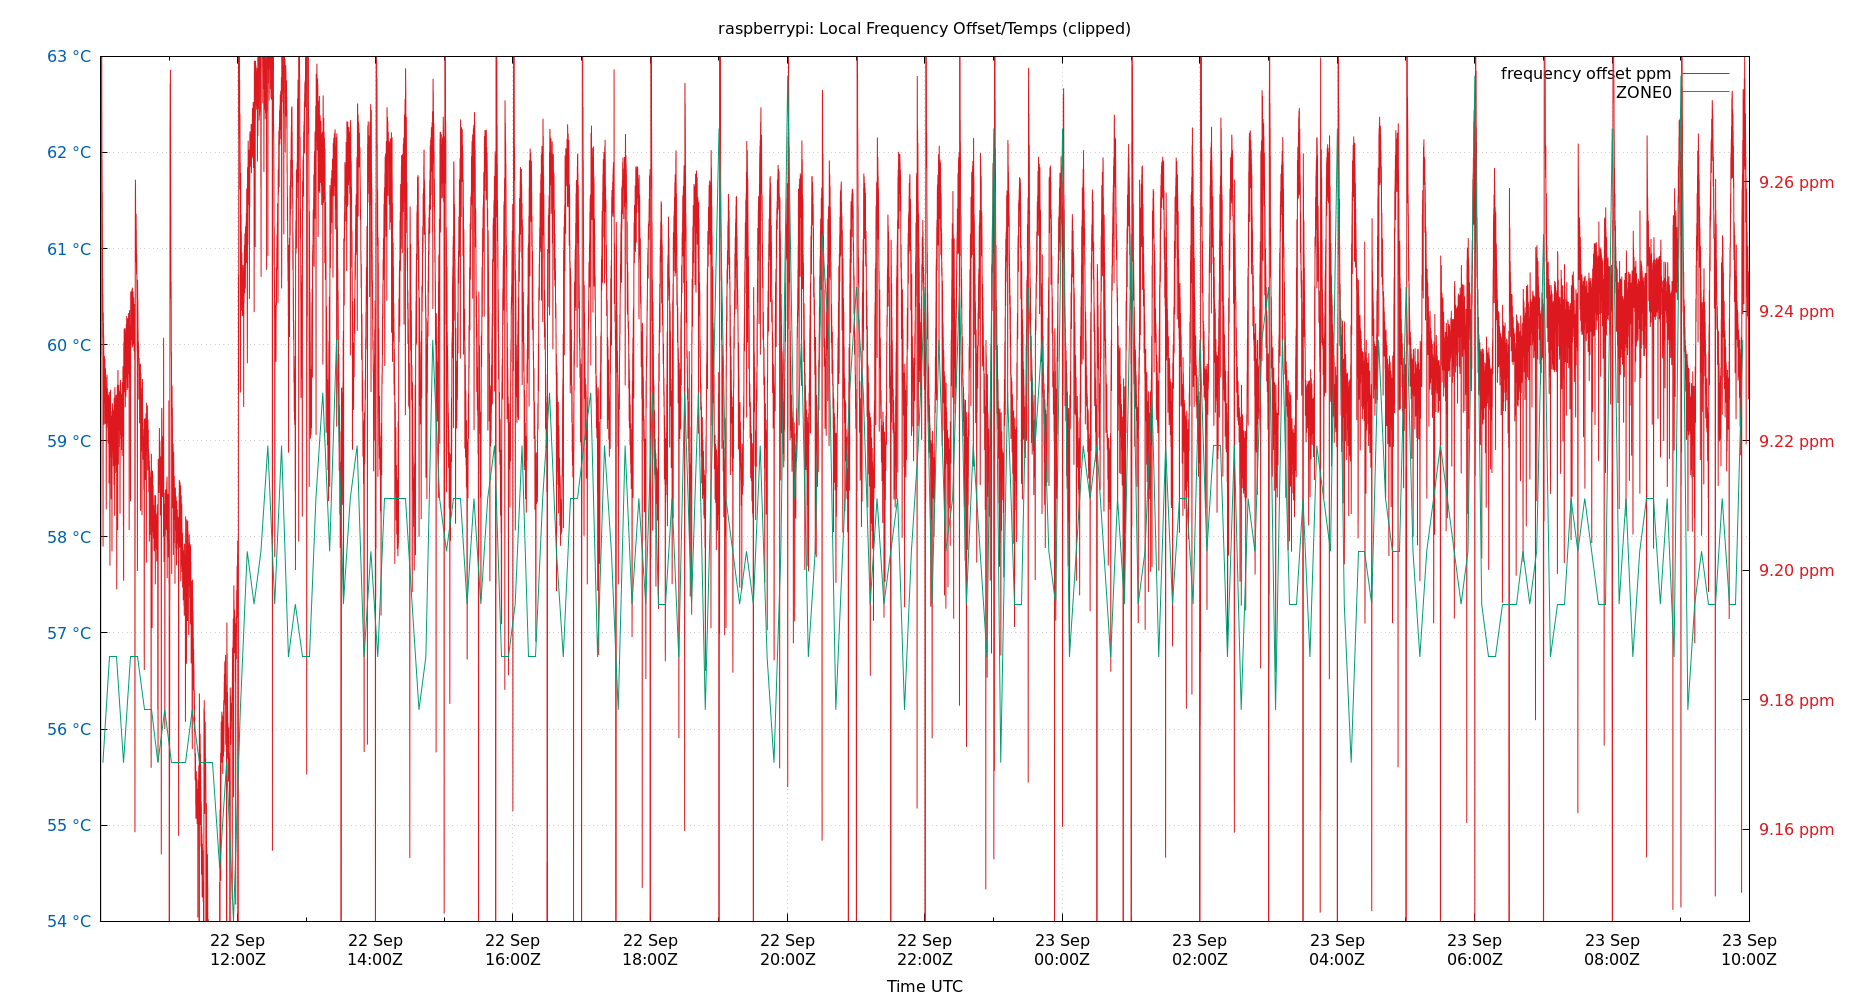 raspberrypi: Local Frequency Offset/Temps (clipped)
63 °C
62 °C
61 °C
60 °C
59 °C
58 °C
57 °C
56 °C
55 °C
54 °C
frequency offset ppm
ZONE0
9.26 ppm
9.24 ppm
9.22 ppm
9.20 ppm
9.18 ppm
9.16 ppm
22 Sep 22 Sep 22 Sep 22 Sep 22 Sep 22 Sep 23 Sep 23 Sep 23 Sep 23 Sep 23 Sep 23 Sep
12:00Z 14:00Z 16:00Z 18:00Z 20:00Z 22:00Z 00:00Z 02:00Z 04:00Z 06:00Z 08:00Z 10:00Z
Time UTC